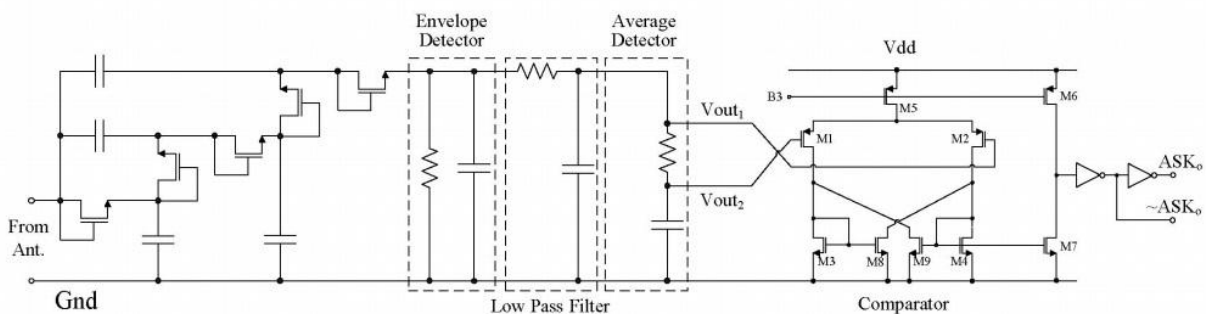 Envelope
Detector
Average
Detector
Vdd
B3
M5
M6
Vout₁
M1
M2
ASKₒ
~ASKₒ
Vout₂
From
Ant.
M3
M8
M9
M4
M7
Gnd
Low Pass Filter
Comparator